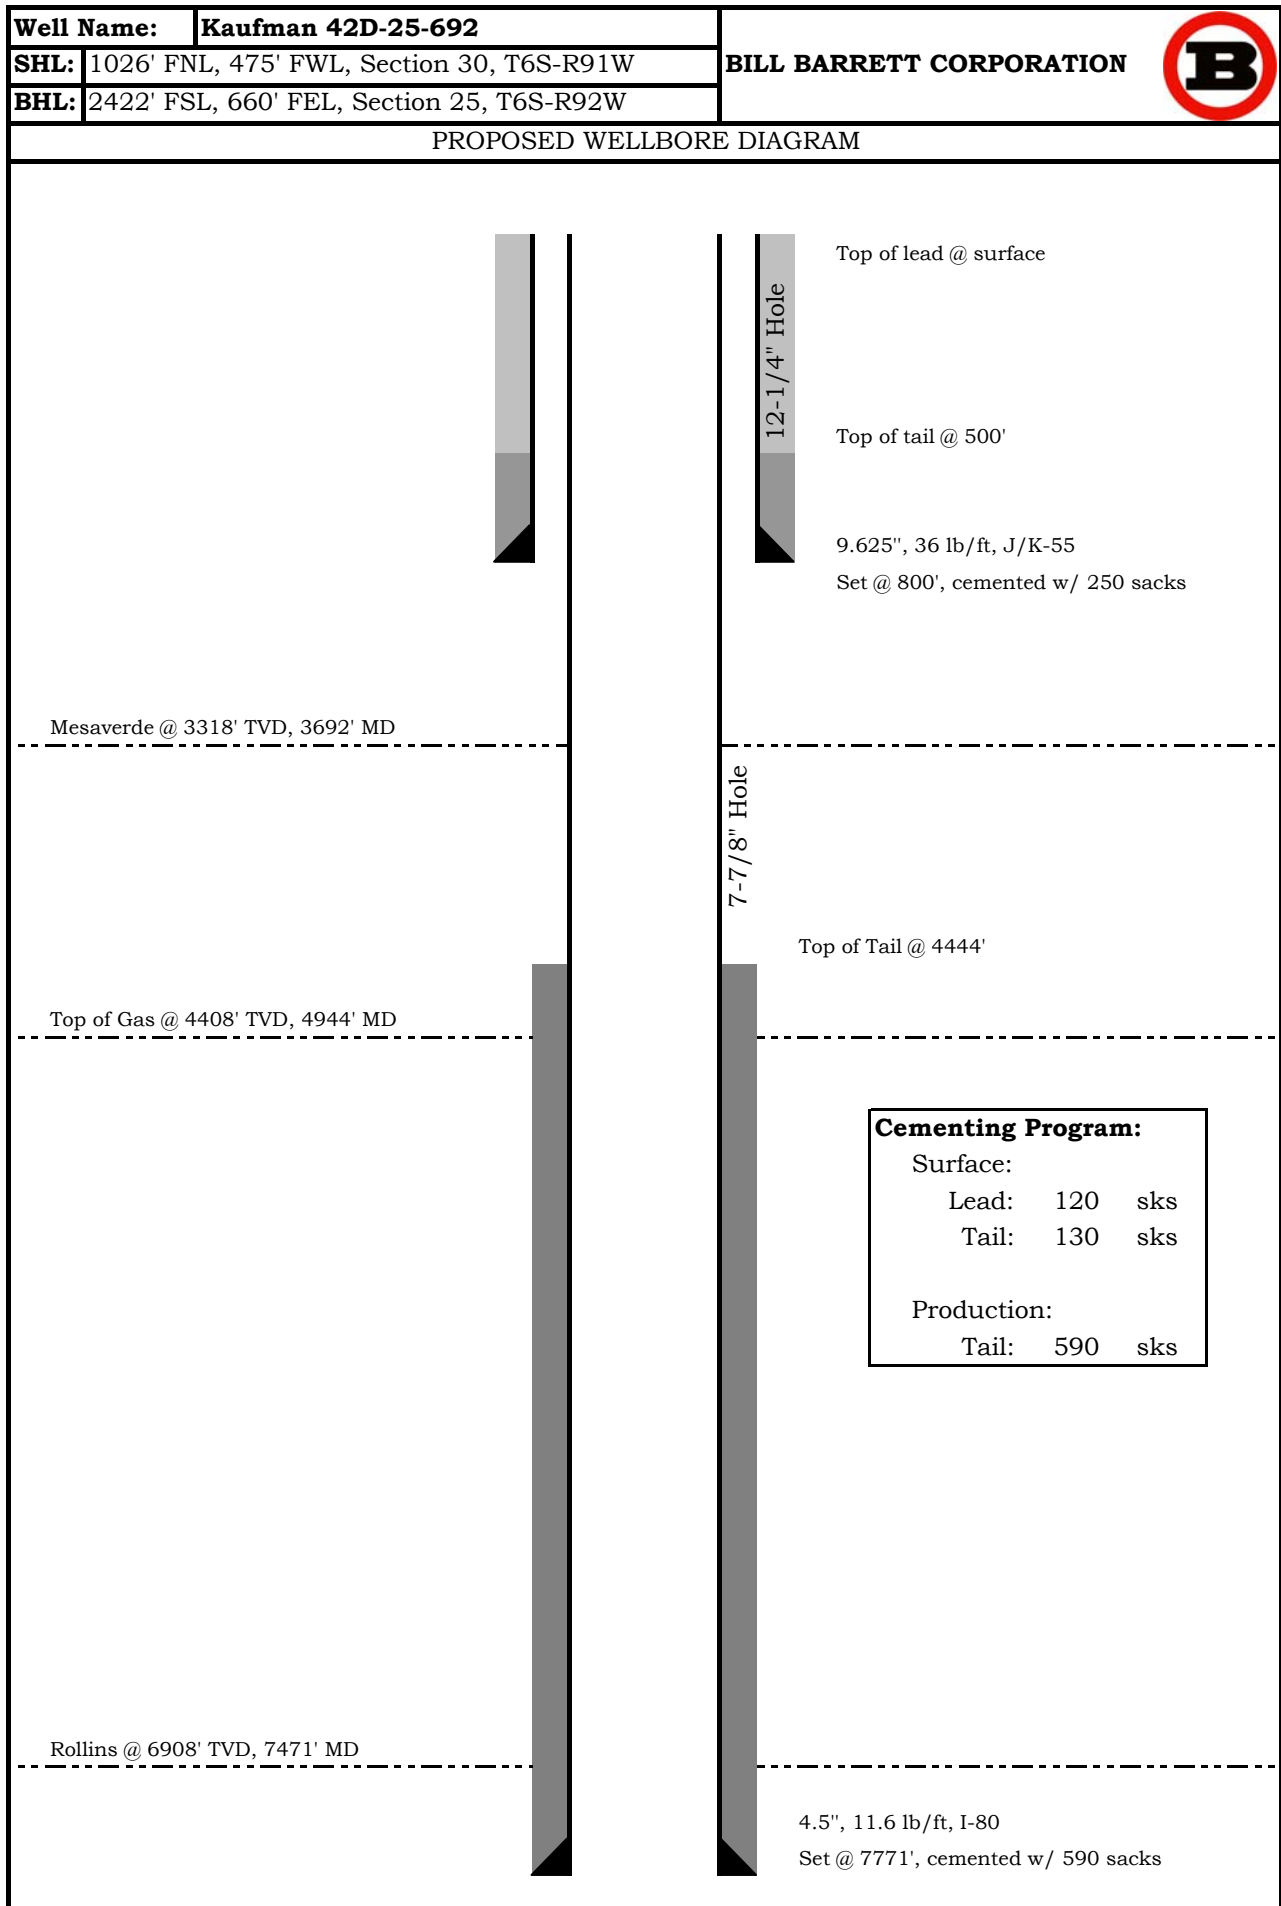 Well Name: Kaufman 42D-25-692
SHL: 1026' FNL, 475' FWL, Section 30, T6S-R91W
BHL: 2422' FSL, 660' FEL, Section 25, T6S-R92W
BILL BARRETT CORPORATION
B
PROPOSED WELLBORE DIAGRAM
Top of lead @ surface
12-1/4" Hole
Top of tail @ 500'
9.625", 36 lb/ft, J/K-55
Set @ 800', cemented w/ 250 sacks
Mesaverde @ 3318' TVD, 3692' MD
7-7/8" Hole
Top of Tail @ 4444'
Top of Gas @ 4408' TVD, 4944' MD
Cementing Program:
Surface:
Lead: 120 sks
Tail: 130 sks
Production:
Tail: 590 sks
Rollins @ 6908' TVD, 7471' MD
4.5", 11.6 lb/ft, I-80
Set @ 7771', cemented w/ 590 sacks